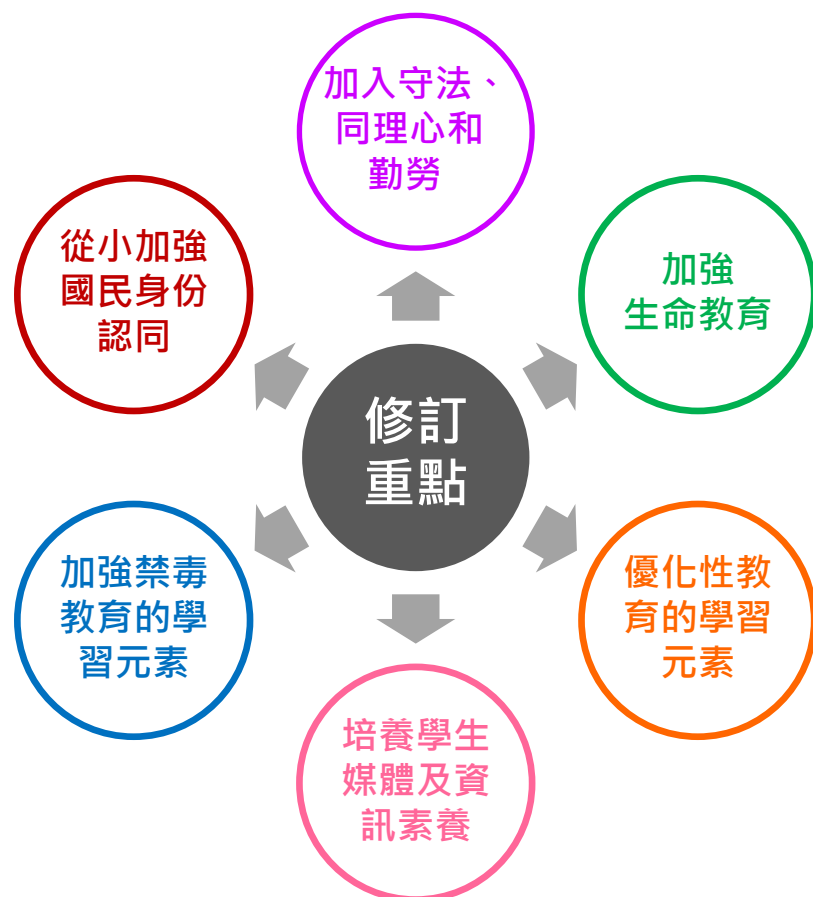 加入守法、
同理心和
勤勞
加強
生命教育
優化性教
育的學習
元素
培養學生
媒體及資
訊素養
加強禁毒
教育的學
習元素
從小加強
國民身份
認同
修訂
重點